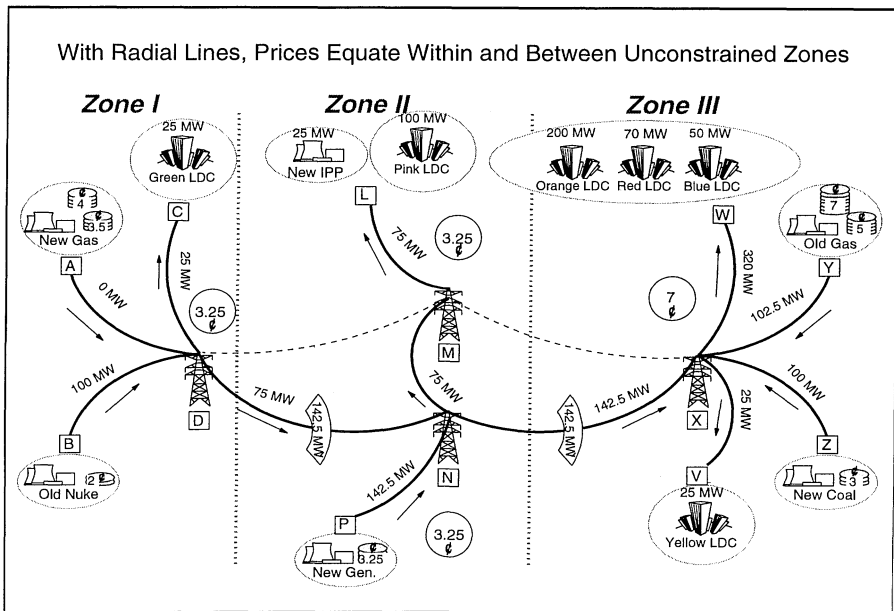 With Radial Lines, Prices Equate Within and Between Unconstrained Zones
Zone I
Zone II
Zone III
25 MW
Green LDC
25 MW
New IPP
100 MW
Pink LDC
200 MW
70 MW
50 MW
Orange LDC
Red LDC
Blue LDC
¢
4
¢
3.5
New Gas
¢
7
¢
5
Old Gas
C
L
W
A
Y
0 MW
25 MW
75 MW
320 MW
102.5 MW
3.25
¢
3.25
¢
7
¢
M
100 MW
D
75 MW
142.5 MW
75 MW
142.5 MW
142.5 MW
X
25 MW
100 MW
B
N
V
Z
Old Nuke
¢
2
142.5 MW
P
¢
3.25
New Gen.
3.25
¢
25 MW
Yellow LDC
¢
3
New Coal